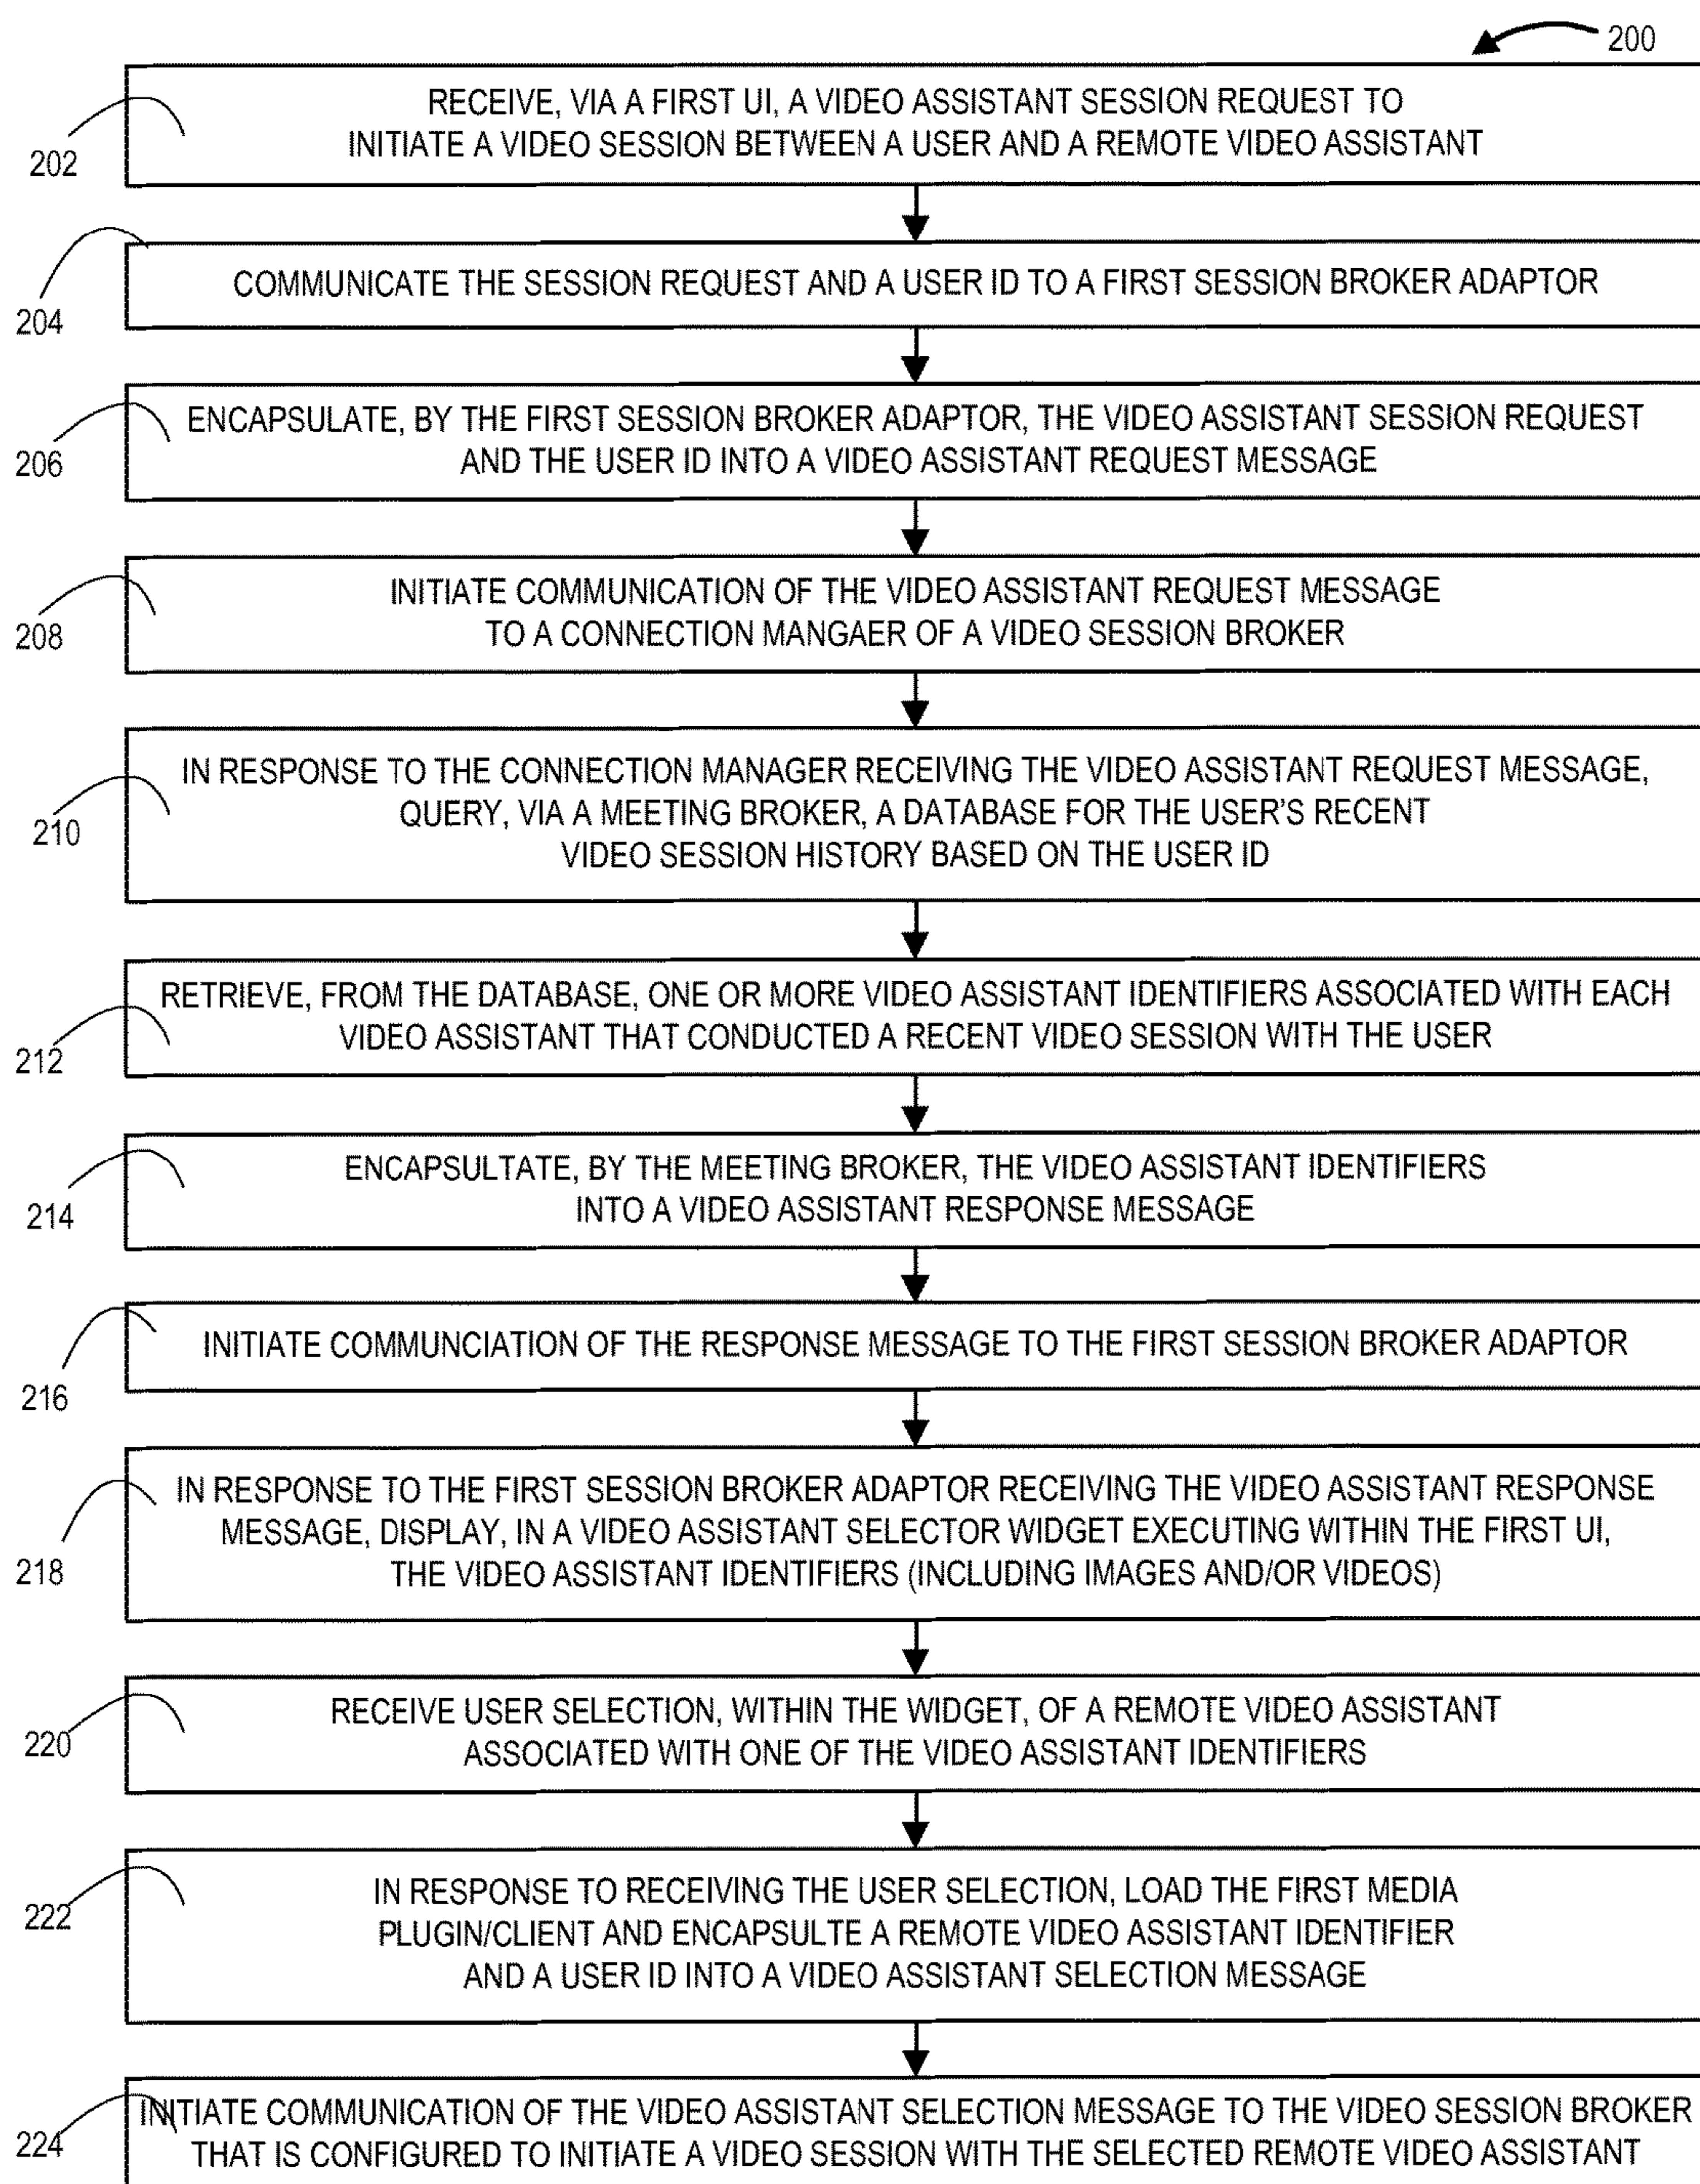 200
RECEIVE, VIA A FIRST UI, A VIDEO ASSISTANT SESSION REQUEST TO
INITIATE A VIDEO SESSION BETWEEN A USER AND A REMOTE VIDEO ASSISTANT
202
COMMUNICATE THE SESSION REQUEST AND A USER ID TO A FIRST SESSION BROKER ADAPTOR
204
ENCAPSULATE, BY THE FIRST SESSION BROKER ADAPTOR, THE VIDEO ASSISTANT SESSION REQUEST
AND THE USER ID INTO A VIDEO ASSISTANT REQUEST MESSAGE
206
INITIATE COMMUNICATION OF THE VIDEO ASSISTANT REQUEST MESSAGE
TO A CONNECTION MANGAER OF A VIDEO SESSION BROKER
208
IN RESPONSE TO THE CONNECTION MANAGER RECEIVING THE VIDEO ASSISTANT REQUEST MESSAGE,
QUERY, VIA A MEETING BROKER, A DATABASE FOR THE USER'S RECENT
VIDEO SESSION HISTORY BASED ON THE USER ID
210
RETRIEVE, FROM THE DATABASE, ONE OR MORE VIDEO ASSISTANT IDENTIFIERS ASSOCIATED WITH EACH
VIDEO ASSISTANT THAT CONDUCTED A RECENT VIDEO SESSION WITH THE USER
212
ENCAPSULTATE, BY THE MEETING BROKER, THE VIDEO ASSISTANT IDENTIFIERS
INTO A VIDEO ASSISTANT RESPONSE MESSAGE
214
INITIATE COMMUNCIATION OF THE RESPONSE MESSAGE TO THE FIRST SESSION BROKER ADAPTOR
216
IN RESPONSE TO THE FIRST SESSION BROKER ADAPTOR RECEIVING THE VIDEO ASSISTANT RESPONSE
MESSAGE, DISPLAY, IN A VIDEO ASSISTANT SELECTOR WIDGET EXECUTING WITHIN THE FIRST UI,
THE VIDEO ASSISTANT IDENTIFIERS (INCLUDING IMAGES AND/OR VIDEOS)
218
RECEIVE USER SELECTION, WITHIN THE WIDGET, OF A REMOTE VIDEO ASSISTANT
ASSOCIATED WITH ONE OF THE VIDEO ASSISTANT IDENTIFIERS
220
IN RESPONSE TO RECEIVING THE USER SELECTION, LOAD THE FIRST MEDIA
PLUGIN/CLIENT AND ENCAPSULTE A REMOTE VIDEO ASSISTANT IDENTIFIER
AND A USER ID INTO A VIDEO ASSISTANT SELECTION MESSAGE
222
INITIATE COMMUNICATION OF THE VIDEO ASSISTANT SELECTION MESSAGE TO THE VIDEO SESSION BROKER
THAT IS CONFIGURED TO INITIATE A VIDEO SESSION WITH THE SELECTED REMOTE VIDEO ASSISTANT
224